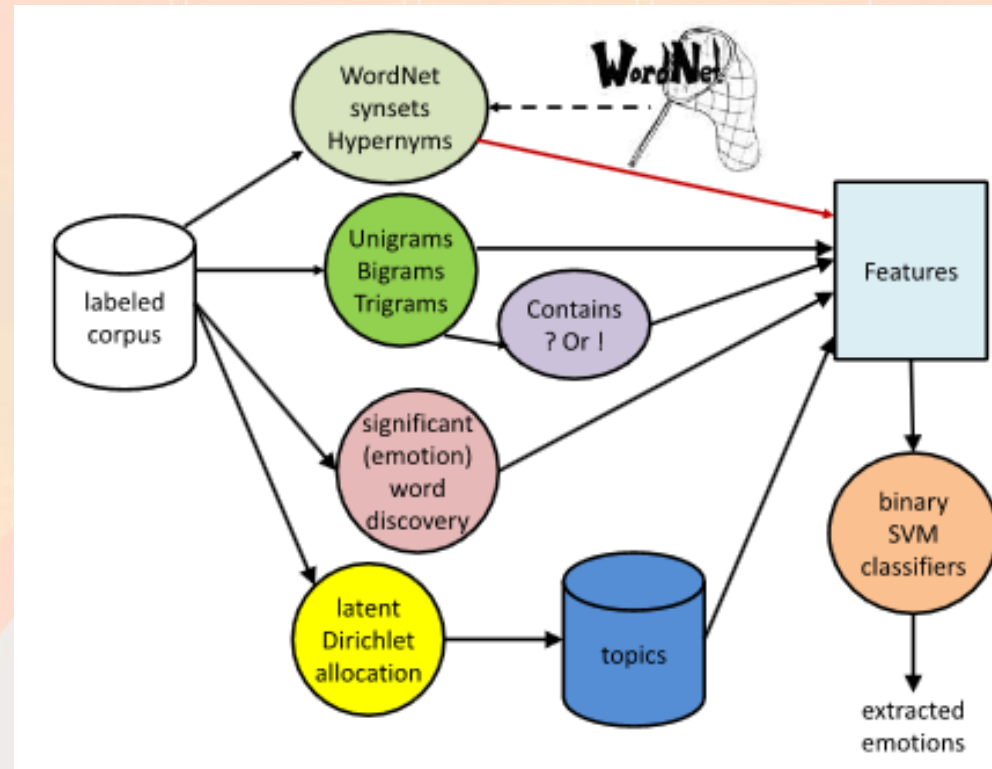 WordNet
synsets
Hypernyms
WordNet
labeled
corpus
Unigrams
Bigrams
Trigrams
Contains
? Or !
Features
significant
(emotion)
word
discovery
binary
SVM
classifiers
latent
Dirichlet
allocation
topics
extracted
emotions